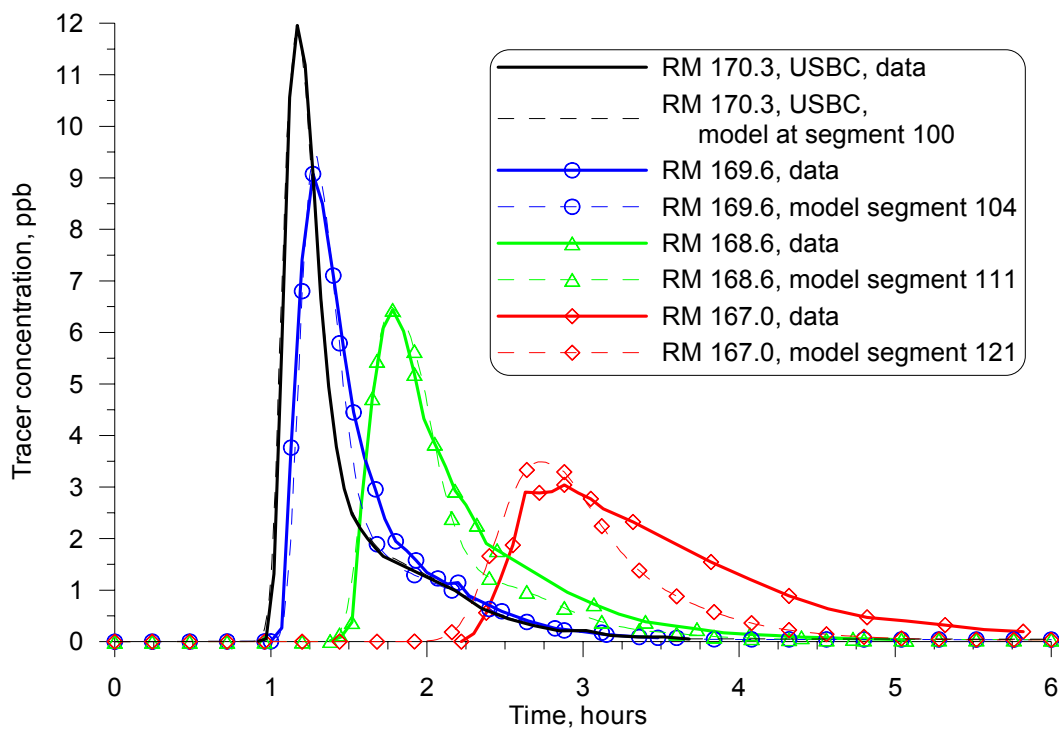 12
11
10
9
8
7
6
5
4
3
2
1
0
Tracer concentration, ppb
RM 170.3, USBC, data
RM 170.3, USBC,
model at segment 100
RM 169.6, data
RM 169.6, model segment 104
RM 168.6, data
RM 168.6, model segment 111
RM 167.0, data
RM 167.0, model segment 121
0 1 2 3 4 5 6
Time, hours